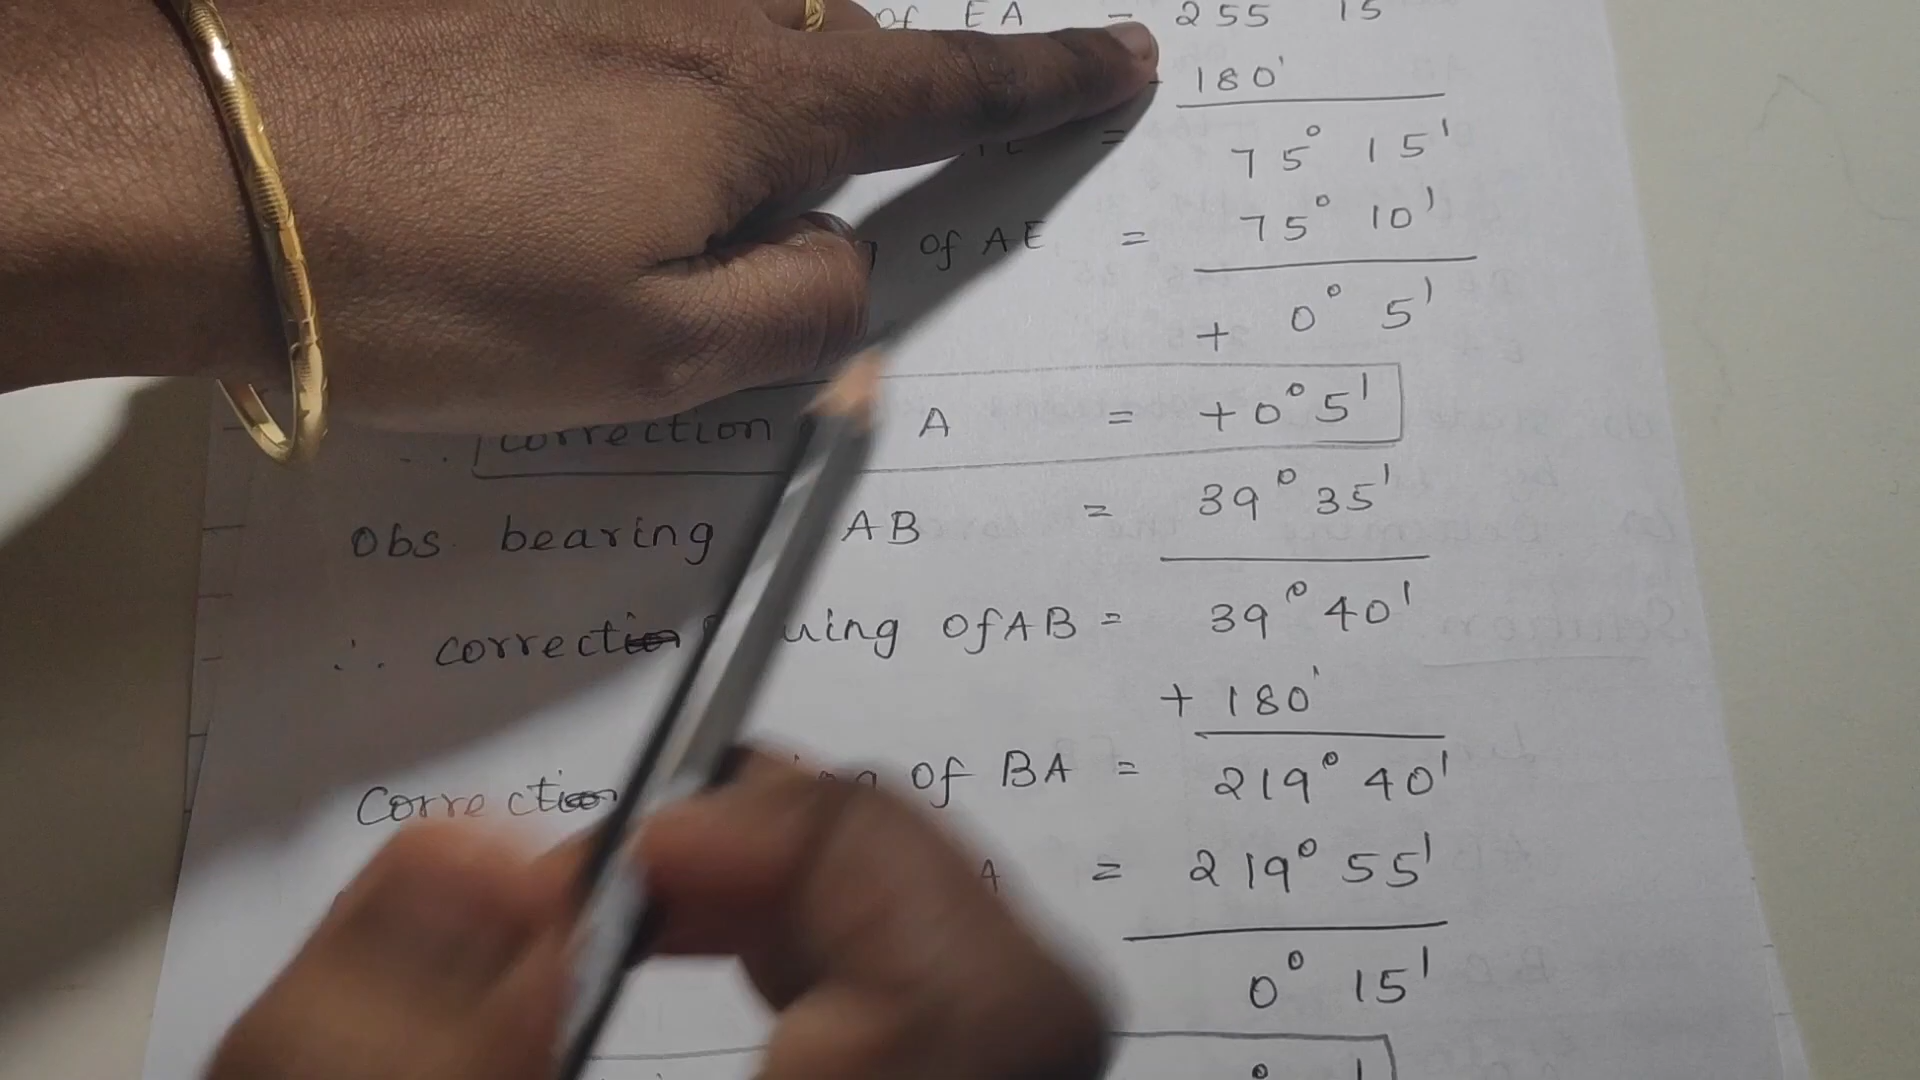 of EA = 255 15
- 180'
= 75° 15'
of AE = 75° 10'
+ 0° 5'
∴ correction A = +0° 5'
Obs. bearing AB = 39° 35'
∴ correct of AB = 39° 40'
+ 180'
Correct of BA = 219° 40'
A = 219° 55'
0° 15'